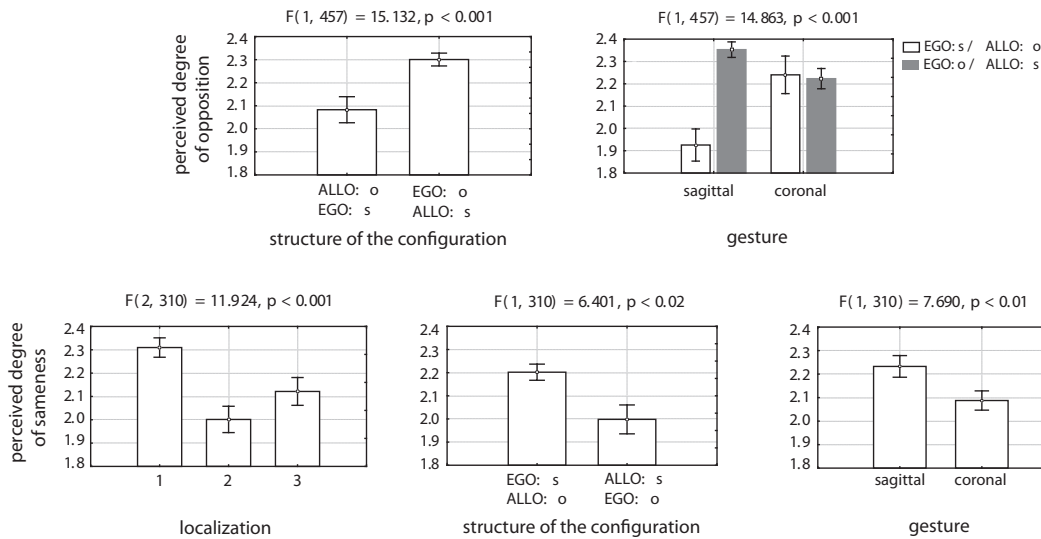 F(1, 457) = 15.132, p < 0.001
perceived degree
of opposition
2.4
2.3
2.2
2.1
2.0
1.9
1.8
ALLO: o
EGO: s
EGO: o
ALLO: s
structure of the configuration
F(1, 457) = 14.863, p < 0.001
2.4
2.3
2.2
2.1
2.0
1.9
1.8
sagittal
coronal
gesture
EGO: s / ALLO: o
EGO: o / ALLO: s
F(2, 310) = 11.924, p < 0.001
perceived degree
of sameness
2.4
2.3
2.2
2.1
2.0
1.9
1.8
1
2
3
localization
F(1, 310) = 6.401, p < 0.02
2.4
2.3
2.2
2.1
2.0
1.9
1.8
EGO: s
ALLO: o
ALLO: s
EGO: o
structure of the configuration
F(1, 310) = 7.690, p < 0.01
2.4
2.3
2.2
2.1
2.0
1.9
1.8
sagittal
coronal
gesture